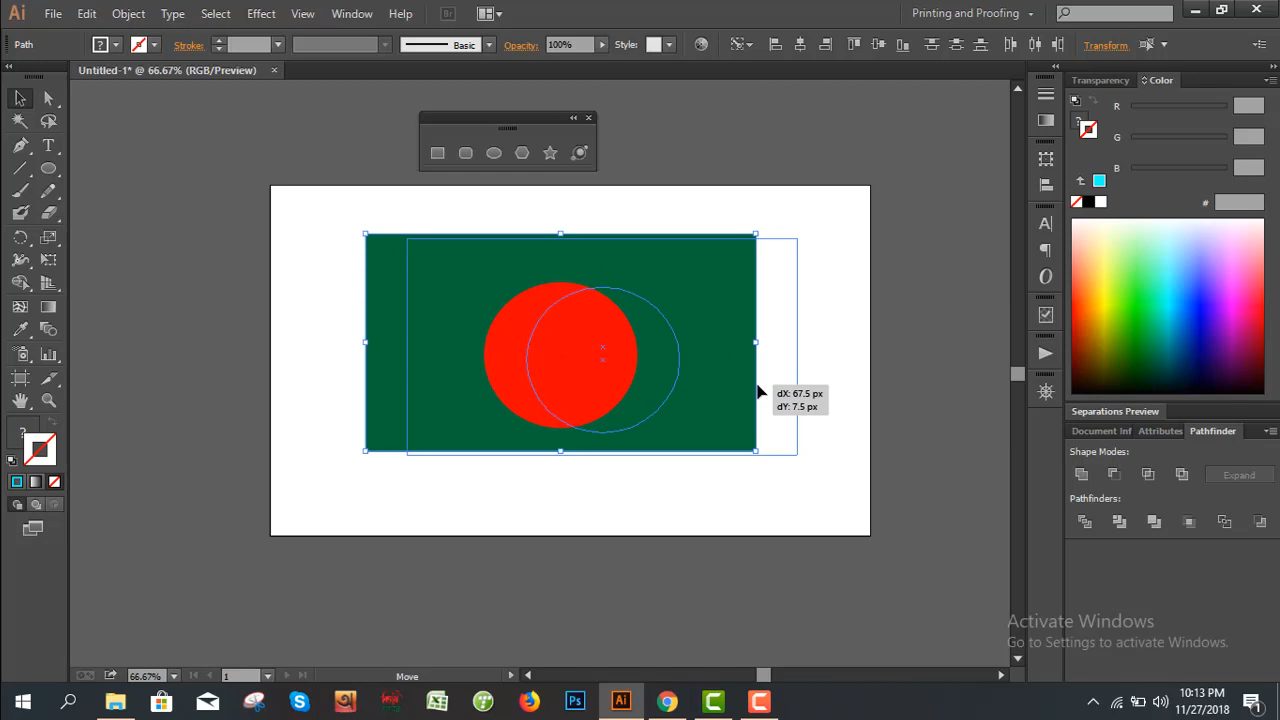 Ai File Edit Object Type Select Effect View Window Help Br Printing and Proofing
Path Stroke: Basic Opacity: 100% Style: Transform
Untitled-1* @ 66.67% (RGB/Preview) ×
Transparency Color
R
G
B
#
T
A
O
dX: 67.5 px
dY: 7.5 px
Separations Preview
Document Inf Attributes Pathfinder
Shape Modes:
Expand
Pathfinders:
?
Activate Windows
Go to Settings to activate Windows.
66.67% 1 Move
Ps Ai
10:13 PM
11/27/2018